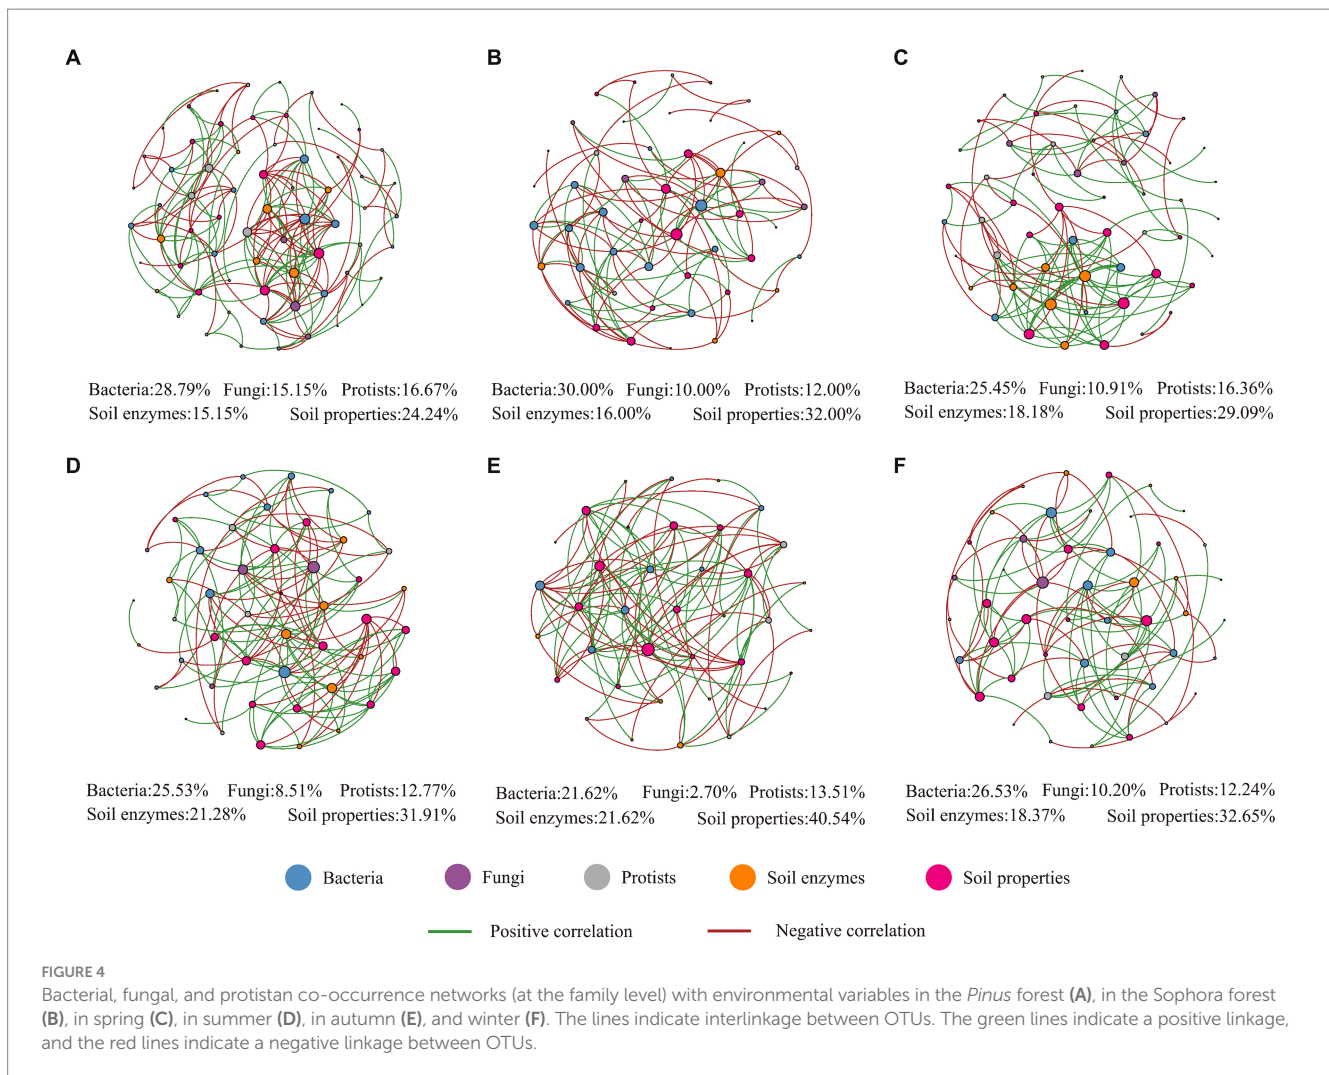 A
B
C
Bacteria:28.79% Fungi:15.15% Protists:16.67%
Soil enzymes:15.15% Soil properties:24.24%
Bacteria:30.00% Fungi:10.00% Protists:12.00%
Soil enzymes:16.00% Soil properties:32.00%
Bacteria:25.45% Fungi:10.91% Protists:16.36%
Soil enzymes:18.18% Soil properties:29.09%
D
E
F
Bacteria:25.53% Fungi:8.51% Protists:12.77%
Soil enzymes:21.28% Soil properties:31.91%
Bacteria:21.62% Fungi:2.70% Protists:13.51%
Soil enzymes:21.62% Soil properties:40.54%
Bacteria:26.53% Fungi:10.20% Protists:12.24%
Soil enzymes:18.37% Soil properties:32.65%
Bacteria Fungi Protists Soil enzymes Soil properties
Positive correlation Negative correlation
FIGURE 4
Bacterial, fungal, and protistan co-occurrence networks (at the family level) with environmental variables in the Pinus forest (A), in the Sophora forest
(B), in spring (C), in summer (D), in autumn (E), and winter (F). The lines indicate interlinkage between OTUs. The green lines indicate a positive linkage,
and the red lines indicate a negative linkage between OTUs.